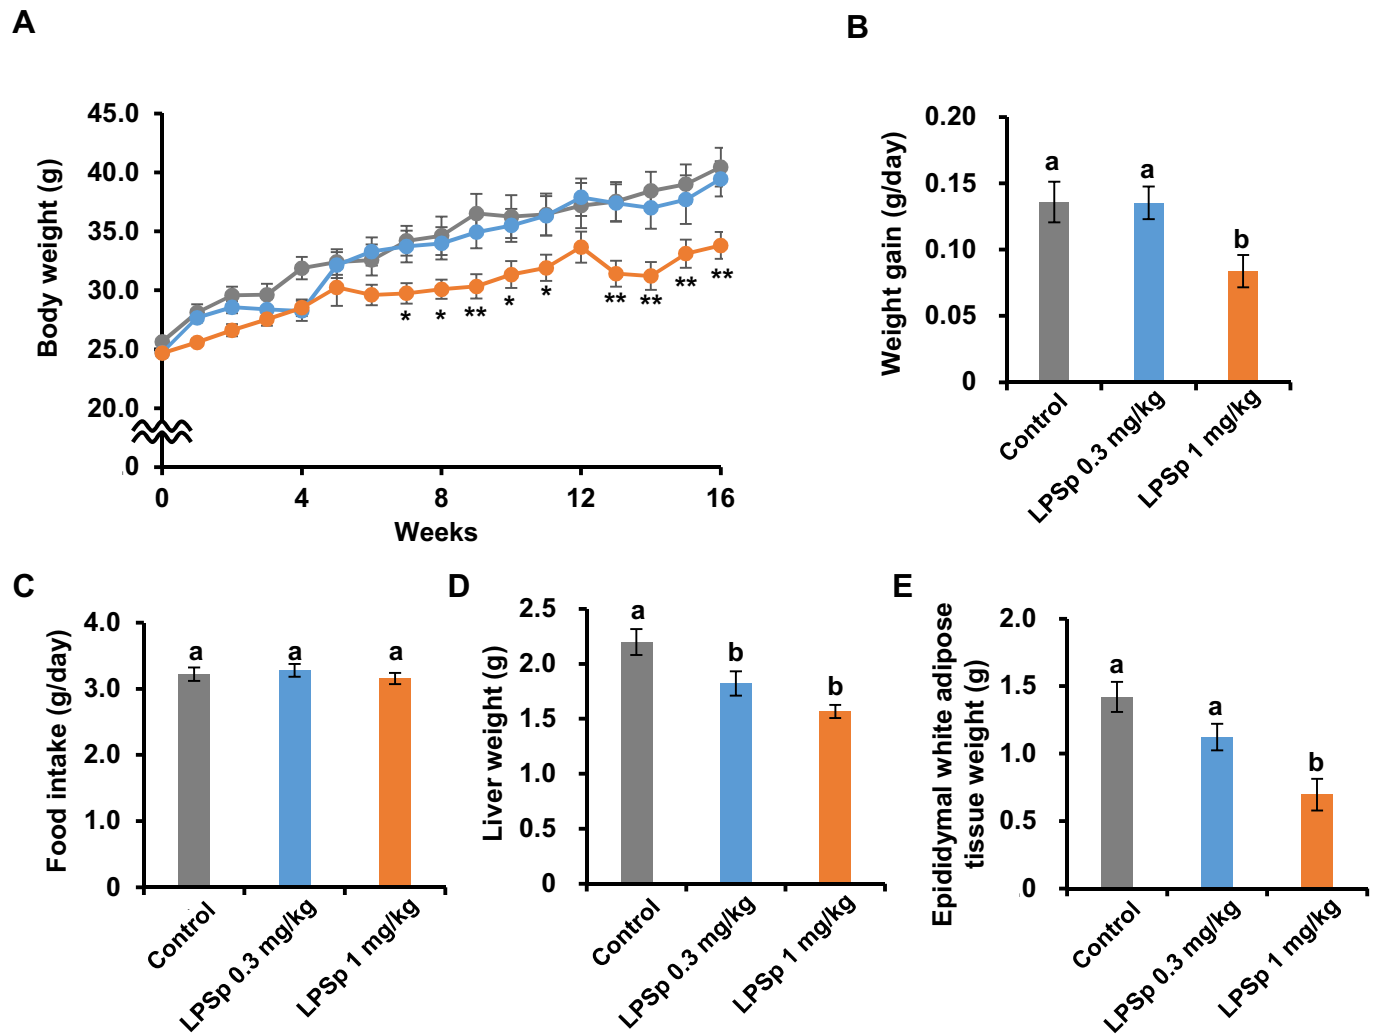 A
B
45.0
40.0
35.0
30.0
25.0
20.0
.0
Body weight (g)
* * ** * * ** ** ** **
0 4 8 12 16
Weeks
0.20
0.15
0.10
0.05
0
Weight gain (g/day)
a a b
Control
LPSp 0.3 mg/kg
LPSp 1 mg/kg
C
4.0
3.0
2.0
1.0
0
Food intake (g/day)
a a a
Control
LPSp 0.3 mg/kg
LPSp 1 mg/kg
D
2.5
2.0
1.5
1.0
0.5
0
Liver weight (g)
a b b
Control
LPSp 0.3 mg/kg
LPSp 1 mg/kg
E
2.0
1.5
1.0
0.5
0
Epididymal white adipose
tissue weight (g)
a a b
Control
LPSp 0.3 mg/kg
LPSp 1 mg/kg